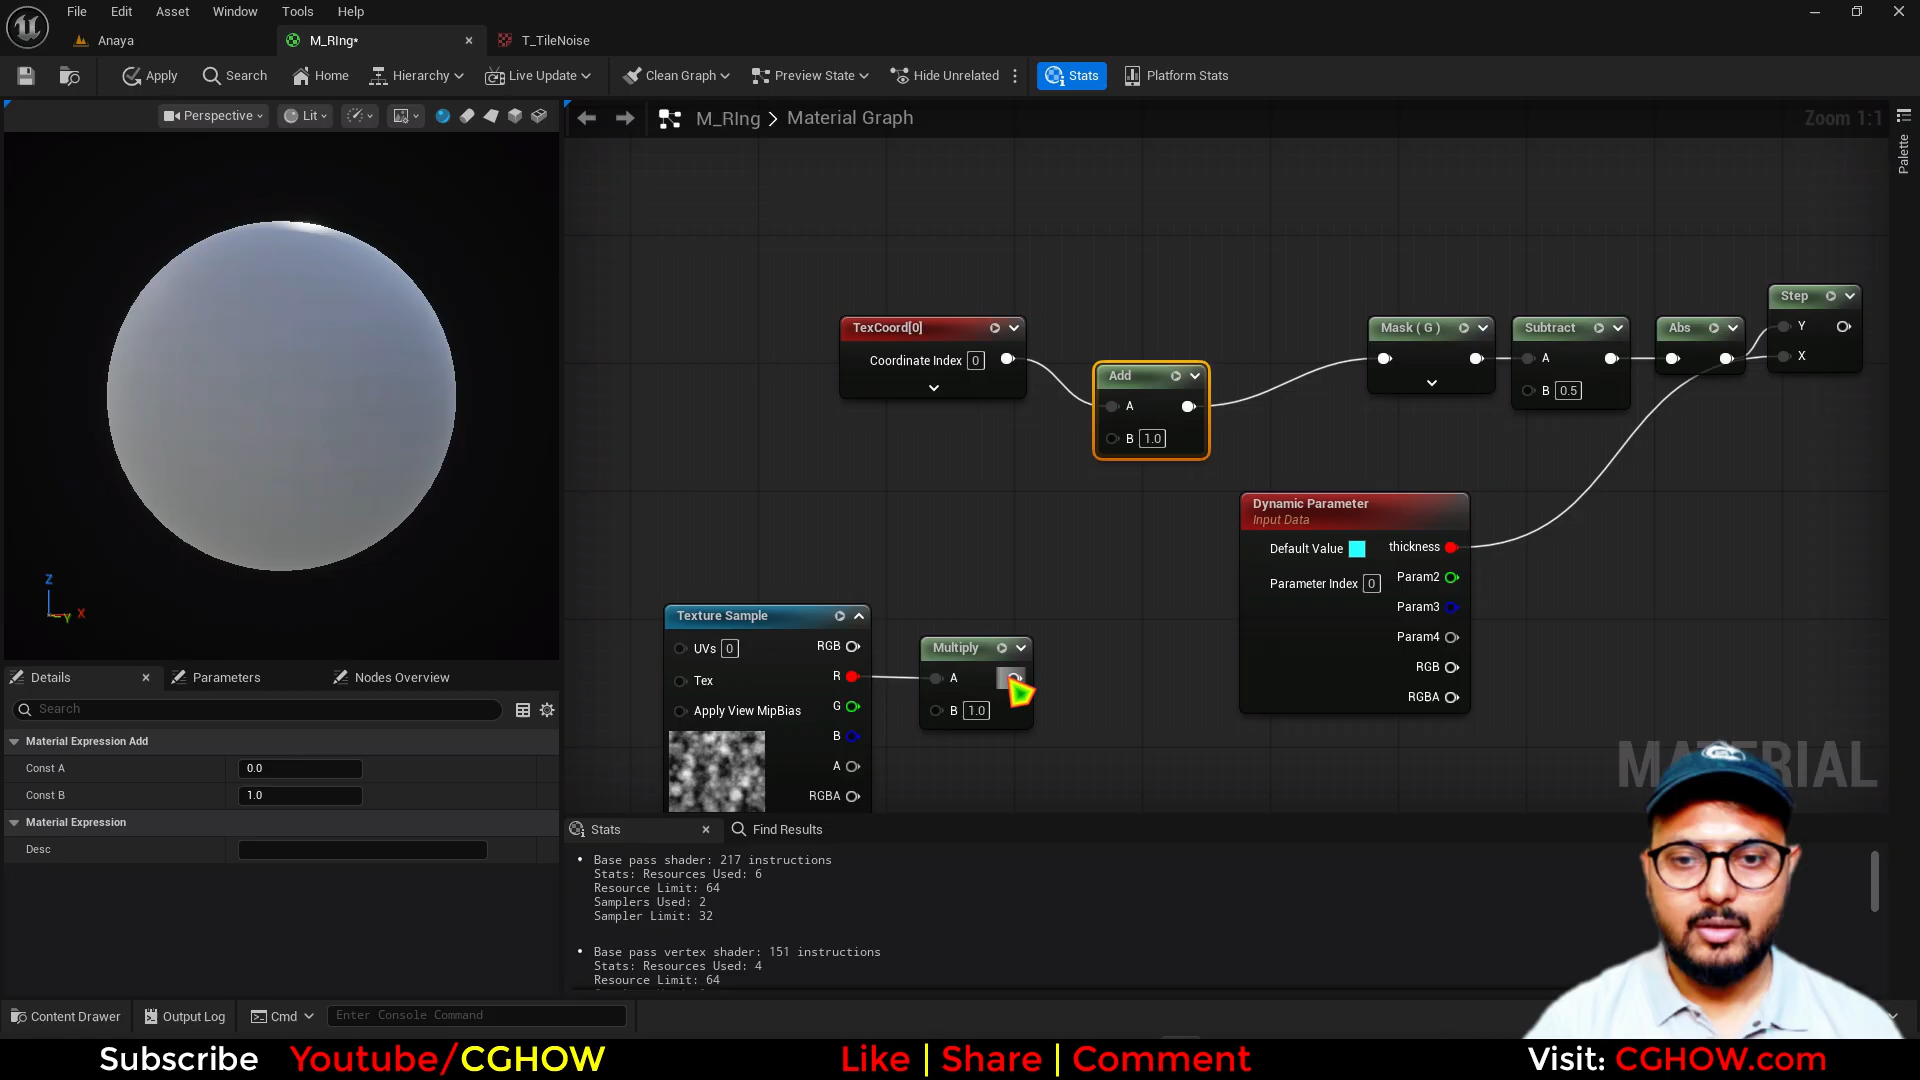 File Edit Asset Window Tools Help
Anaya M_RIng* T_TileNoise
Apply Search Home Hierarchy Live Update Clean Graph Preview State Hide Unrelated Stats Platform Stats
Perspective Lit
M_RIng > Material Graph Zoom 1:1
Palette
Step
Y
X
TexCoord[0]
Coordinate Index 0
Add
A
B 1.0
Mask ( G )
Subtract
A
B 0.5
Abs
Dynamic Parameter
Input Data
Default Value thickness
Parameter Index 0 Param2
Param3
Param4
RGB
RGBA
Texture Sample
UVs 0 RGB
Tex R
Apply View MipBias G
B
A
RGBA
Multiply
A
B 1.0
Z
Y X
Details Parameters Nodes Overview
Search
Material Expression Add
Const A 0.0
Const B 1.0
Material Expression
Desc
Stats Find Results
Base pass shader: 217 instructions
Stats: Resources Used: 6
Resource Limit: 64
Samplers Used: 2
Sampler Limit: 32
Base pass vertex shader: 151 instructions
Stats: Resources Used: 4
Resource Limit: 64
Content Drawer Output Log Cmd Enter Console Command
Subscribe Youtube/CGHOW Like | Share | Comment Visit: CGHOW.com